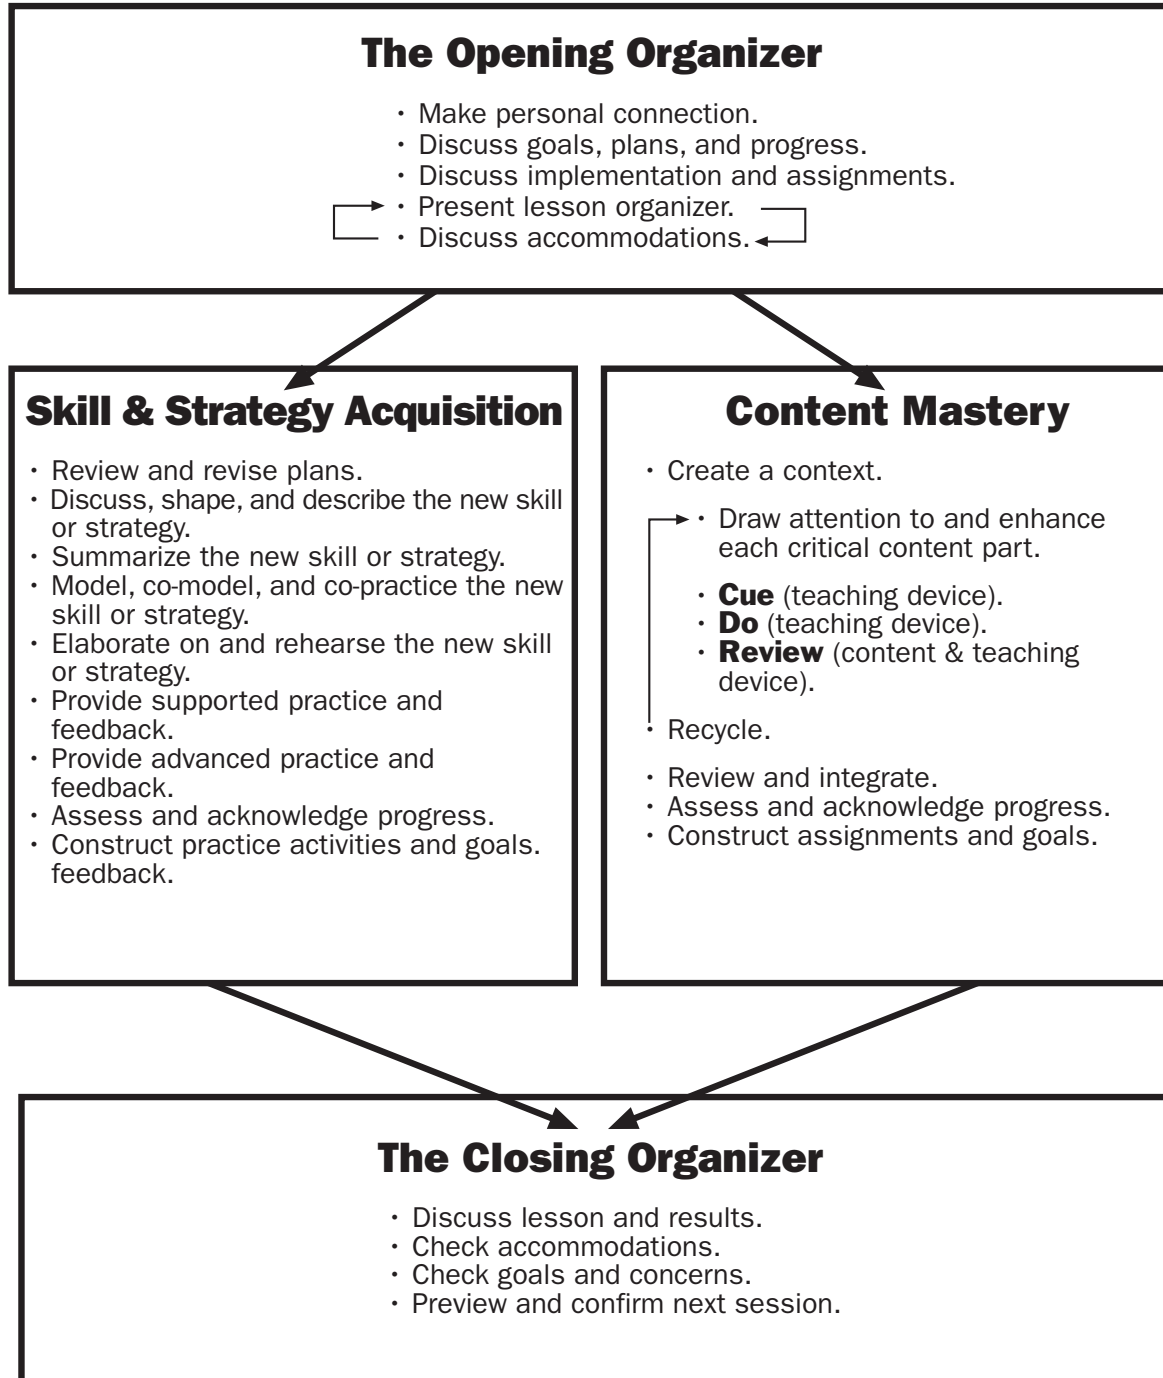 The Opening Organizer
· Make personal connection.
· Discuss goals, plans, and progress.
· Discuss implementation and assignments.
· Present lesson organizer.
· Discuss accommodations.
Skill & Strategy Acquisition
· Review and revise plans.
· Discuss, shape, and describe the new skill
or strategy.
· Summarize the new skill or strategy.
· Model, co-model, and co-practice the new
skill or strategy.
· Elaborate on and rehearse the new skill
or strategy.
· Provide supported practice and
feedback.
· Provide advanced practice and
feedback.
· Assess and acknowledge progress.
· Construct practice activities and goals.
feedback.
Content Mastery
· Create a context.
· Draw attention to and enhance
each critical content part.
· Cue (teaching device).
· Do (teaching device).
· Review (content & teaching
device).
· Recycle.
· Review and integrate.
· Assess and acknowledge progress.
· Construct assignments and goals.
The Closing Organizer
· Discuss lesson and results.
· Check accommodations.
· Check goals and concerns.
· Preview and confirm next session.